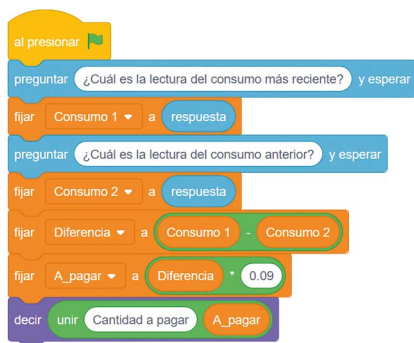 al presionar
preguntar ¿Cuál es la lectura del consumo más reciente? y esperar
fijar Consumo 1 a respuesta
preguntar ¿Cuál es la lectura del consumo anterior? y esperar
fijar Consumo 2 a respuesta
fijar Diferencia a Consumo 1 - Consumo 2
fijar A_pagar a Diferencia * 0.09
decir unir Cantidad a pagar A_pagar